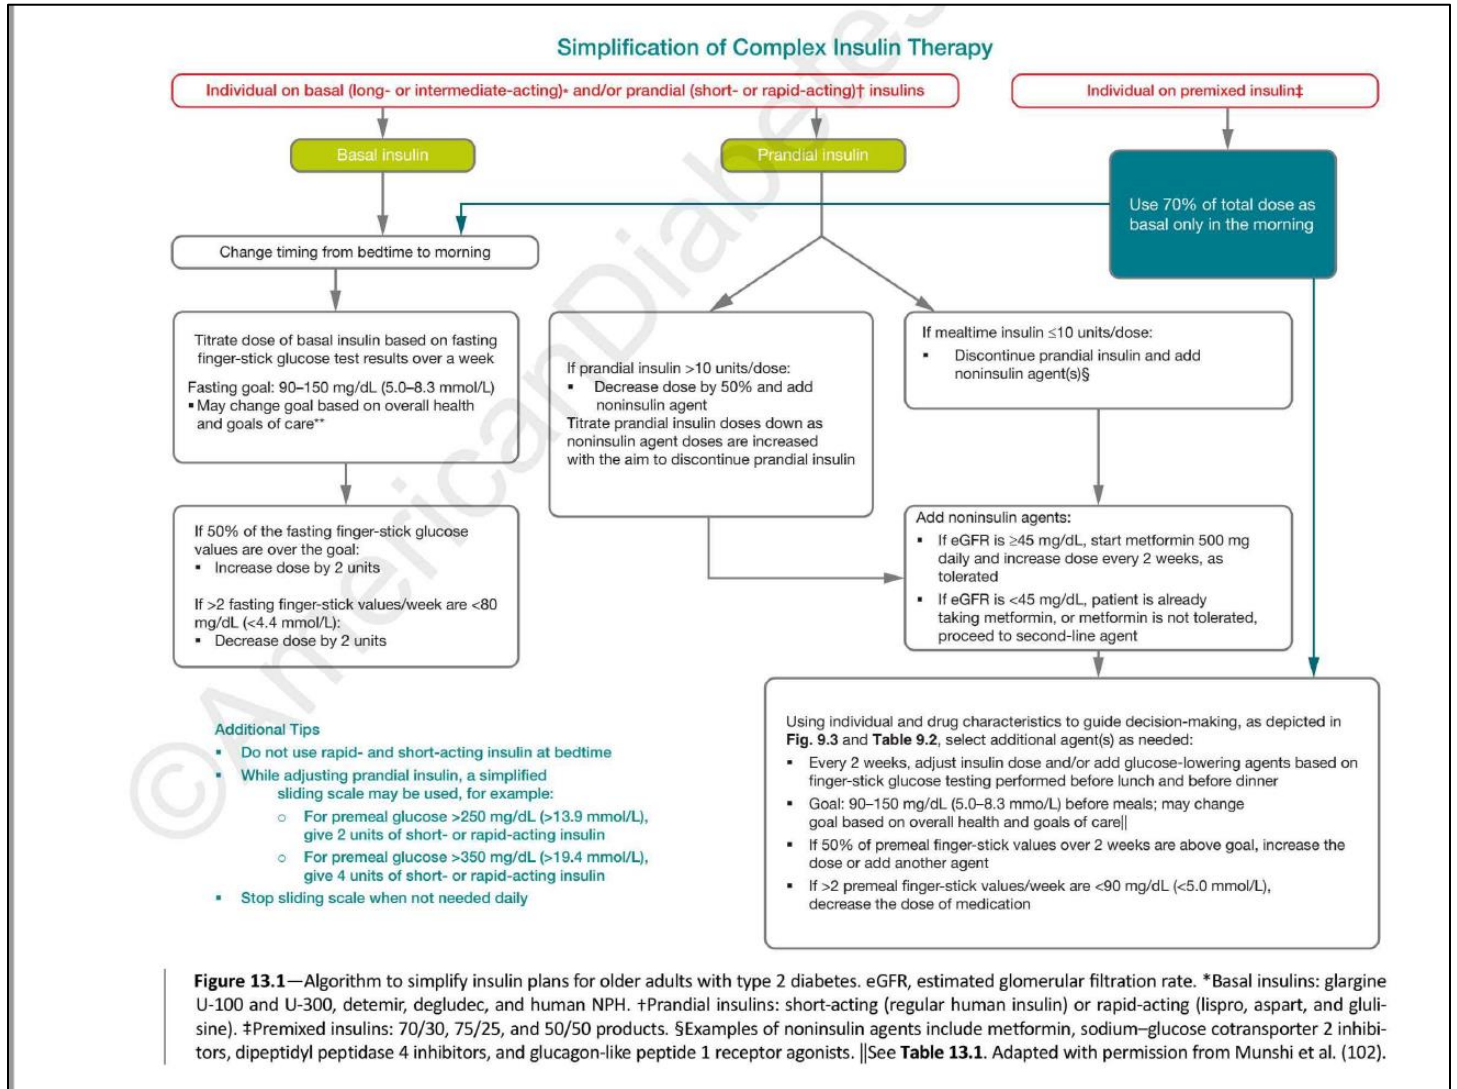 Simplification of Complex Insulin Therapy
Individual on basal (long- or intermediate-acting)* and/or prandial (short- or rapid-acting)† insulins
Individual on premixed insulin‡
Basal insulin
Prandial insulin
Use 70% of total dose as
basal only in the morning
Change timing from bedtime to morning
Titrate dose of basal insulin based on fasting
finger-stick glucose test results over a week
Fasting goal: 90–150 mg/dL (5.0–8.3 mmol/L)
▪ May change goal based on overall health
and goals of care**
If 50% of the fasting finger-stick glucose
values are over the goal:
▪ Increase dose by 2 units
If >2 fasting finger-stick values/week are <80
mg/dL (<4.4 mmol/L):
▪ Decrease dose by 2 units
If prandial insulin >10 units/dose:
▪ Decrease dose by 50% and add
noninsulin agent
Titrate prandial insulin doses down as
noninsulin agent doses are increased
with the aim to discontinue prandial insulin
If mealtime insulin ≤10 units/dose:
▪ Discontinue prandial insulin and add
noninsulin agent(s)§
Add noninsulin agents:
▪ If eGFR is ≥45 mg/dL, start metformin 500 mg
daily and increase dose every 2 weeks, as
tolerated
▪ If eGFR is <45 mg/dL, patient is already
taking metformin, or metformin is not tolerated,
proceed to second-line agent
Using individual and drug characteristics to guide decision-making, as depicted in
Fig. 9.3 and Table 9.2, select additional agent(s) as needed:
▪ Every 2 weeks, adjust insulin dose and/or add glucose-lowering agents based on
finger-stick glucose testing performed before lunch and before dinner
▪ Goal: 90–150 mg/dL (5.0–8.3 mmo/L) before meals; may change
goal based on overall health and goals of care||
▪ If 50% of premeal finger-stick values over 2 weeks are above goal, increase the
dose or add another agent
▪ If >2 premeal finger-stick values/week are <90 mg/dL (<5.0 mmol/L),
decrease the dose of medication
Additional Tips
▪ Do not use rapid- and short-acting insulin at bedtime
▪ While adjusting prandial insulin, a simplified
sliding scale may be used, for example:
○ For premeal glucose >250 mg/dL (>13.9 mmol/L),
give 2 units of short- or rapid-acting insulin
○ For premeal glucose >350 mg/dL (>19.4 mmol/L),
give 4 units of short- or rapid-acting insulin
▪ Stop sliding scale when not needed daily
Figure 13.1—Algorithm to simplify insulin plans for older adults with type 2 diabetes. eGFR, estimated glomerular filtration rate. *Basal insulins: glargine
U-100 and U-300, detemir, degludec, and human NPH. †Prandial insulins: short-acting (regular human insulin) or rapid-acting (lispro, aspart, and gluli-
sine). ‡Premixed insulins: 70/30, 75/25, and 50/50 products. §Examples of noninsulin agents include metformin, sodium–glucose cotransporter 2 inhibi-
tors, dipeptidyl peptidase 4 inhibitors, and glucagon-like peptide 1 receptor agonists. ||See Table 13.1. Adapted with permission from Munshi et al. (102).
©AmericanDiabetes